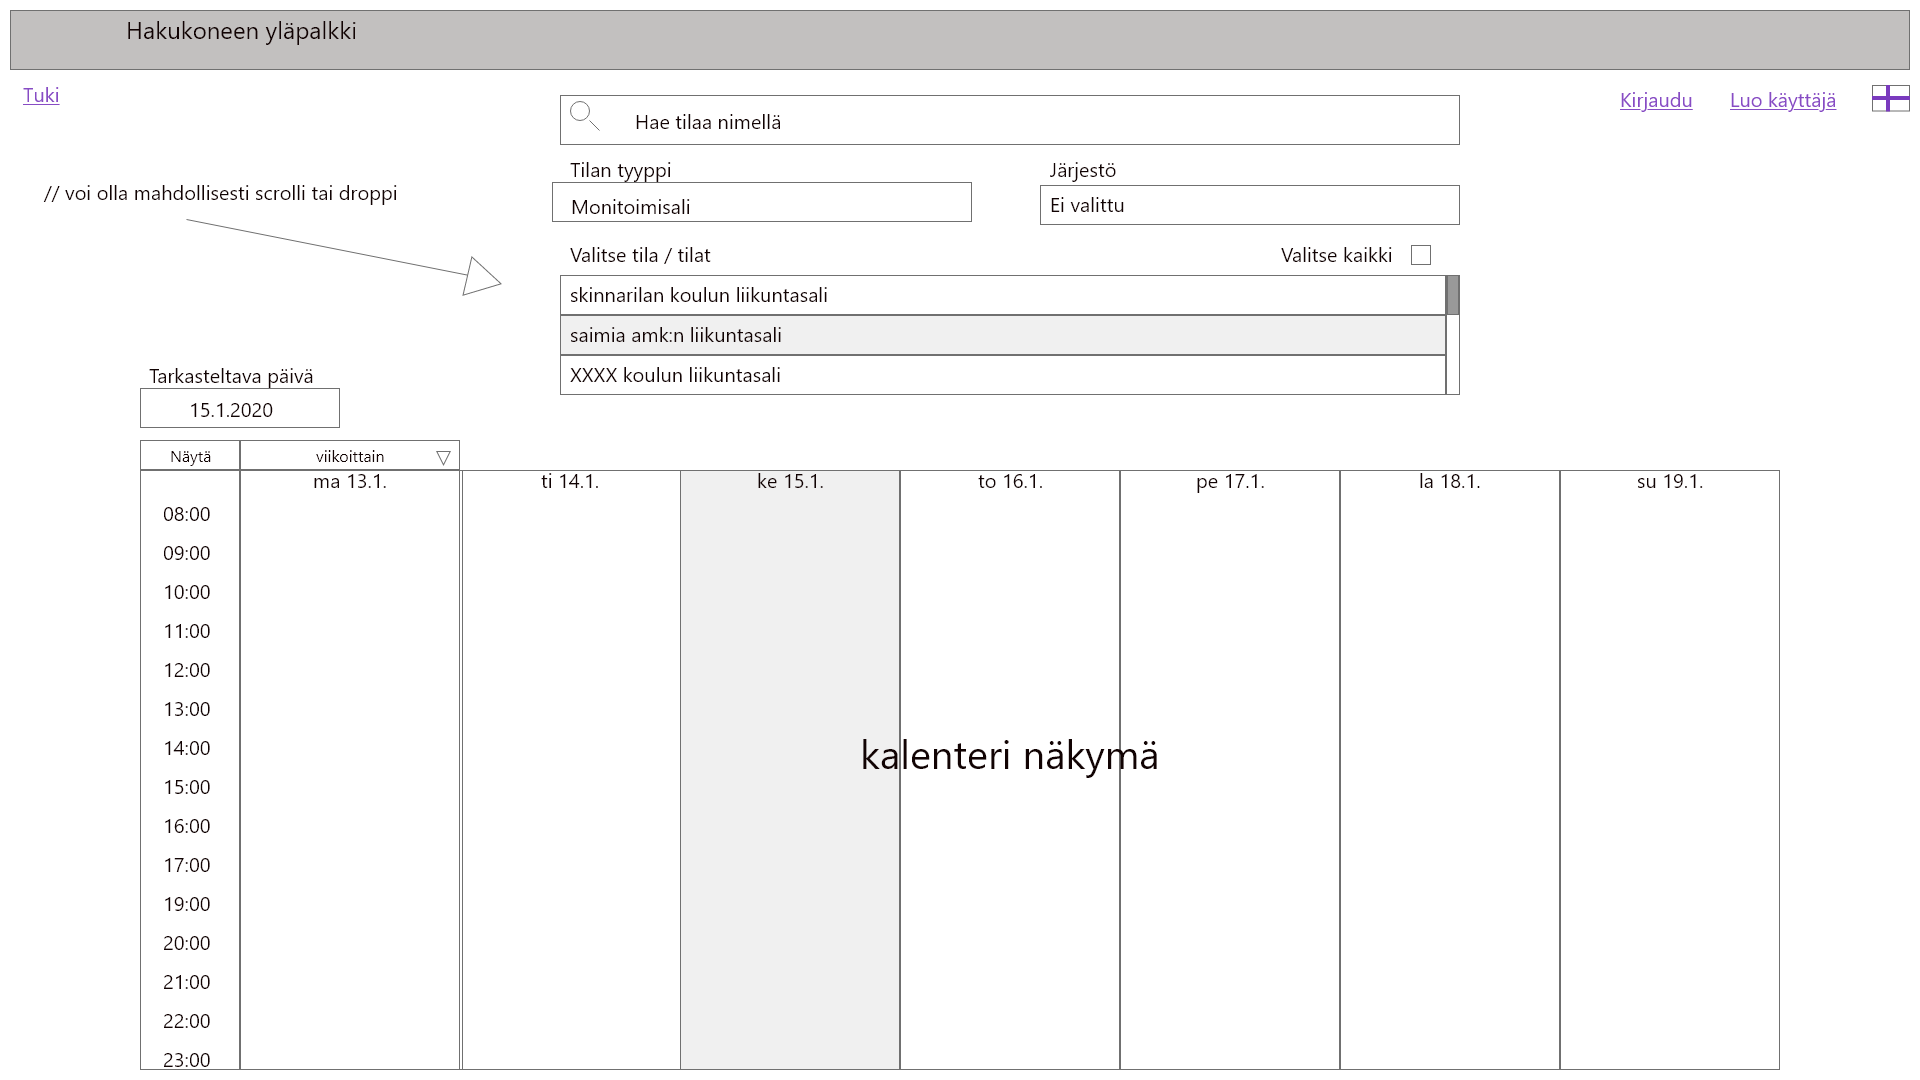 Hakukoneen yläpalkki
Tuki
Kirjaudu
Luo käyttäjä
Hae tilaa nimellä
Tilan tyyppi
Järjestö
// voi olla mahdollisesti scrolli tai droppi
Monitoimisali
Ei valittu
Valitse tila / tilat
Valitse kaikki
skinnarilan koulun liikuntasali
saimia amk:n liikuntasali
XXXX koulun liikuntasali
Tarkasteltava päivä
15.1.2020
Näytä
viikoittain
ma 13.1.
ti 14.1.
ke 15.1.
to 16.1.
pe 17.1.
la 18.1.
su 19.1.
08:00
09:00
10:00
11:00
12:00
13:00
14:00
15:00
16:00
17:00
19:00
20:00
21:00
22:00
23:00
kalenteri näkymä